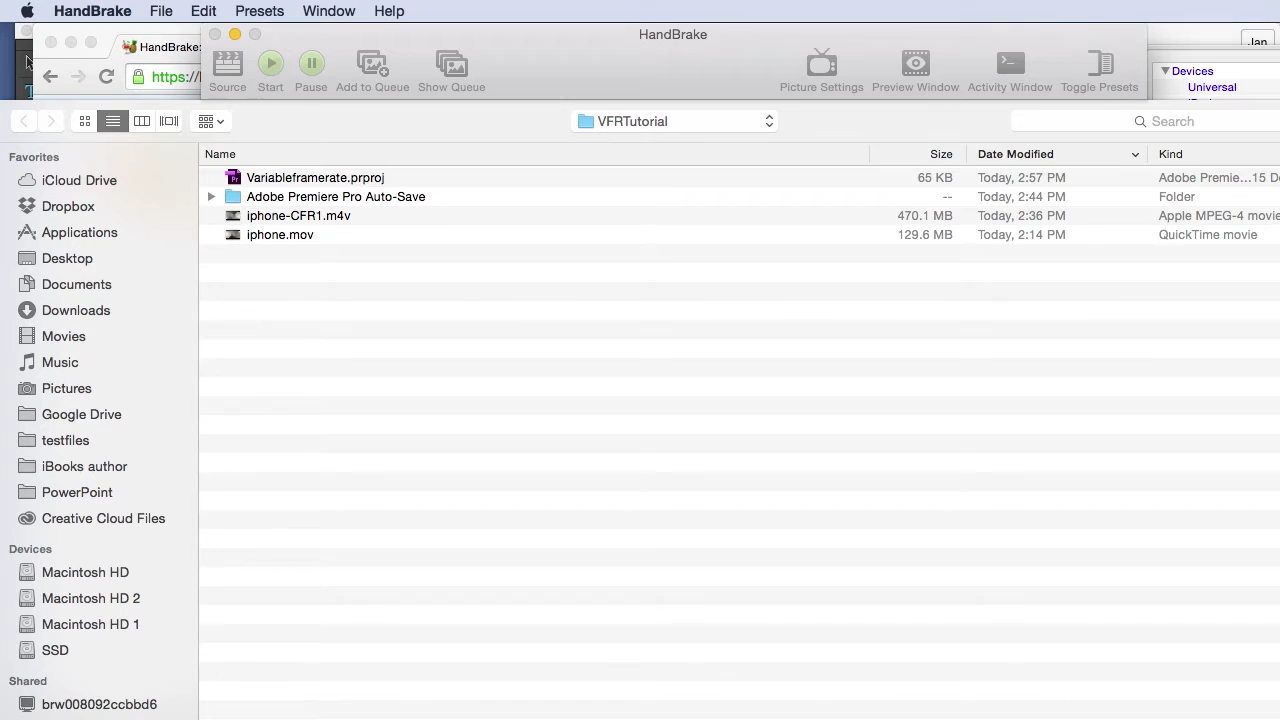 HandBrake File Edit Presets Window Help
HandBrake
HandBrake:
Jan
https://
Source Start Pause Add to Queue Show Queue Picture Settings Preview Window Activity Window Toggle Presets
Devices
Universal
VFRTutorial
Search
Favorites
iCloud Drive
Dropbox
Applications
Desktop
Documents
Downloads
Movies
Music
Pictures
Google Drive
testfiles
iBooks author
PowerPoint
Creative Cloud Files
Devices
Macintosh HD
Macintosh HD 2
Macintosh HD 1
SSD
Shared
brw008092ccbbd6
Name Size Date Modified Kind
Variableframerate.prproj 65 KB Today, 2:57 PM Adobe Premie...15 Do
Adobe Premiere Pro Auto-Save -- Today, 2:44 PM Folder
iphone-CFR1.m4v 470.1 MB Today, 2:36 PM Apple MPEG-4 movie
iphone.mov 129.6 MB Today, 2:14 PM QuickTime movie